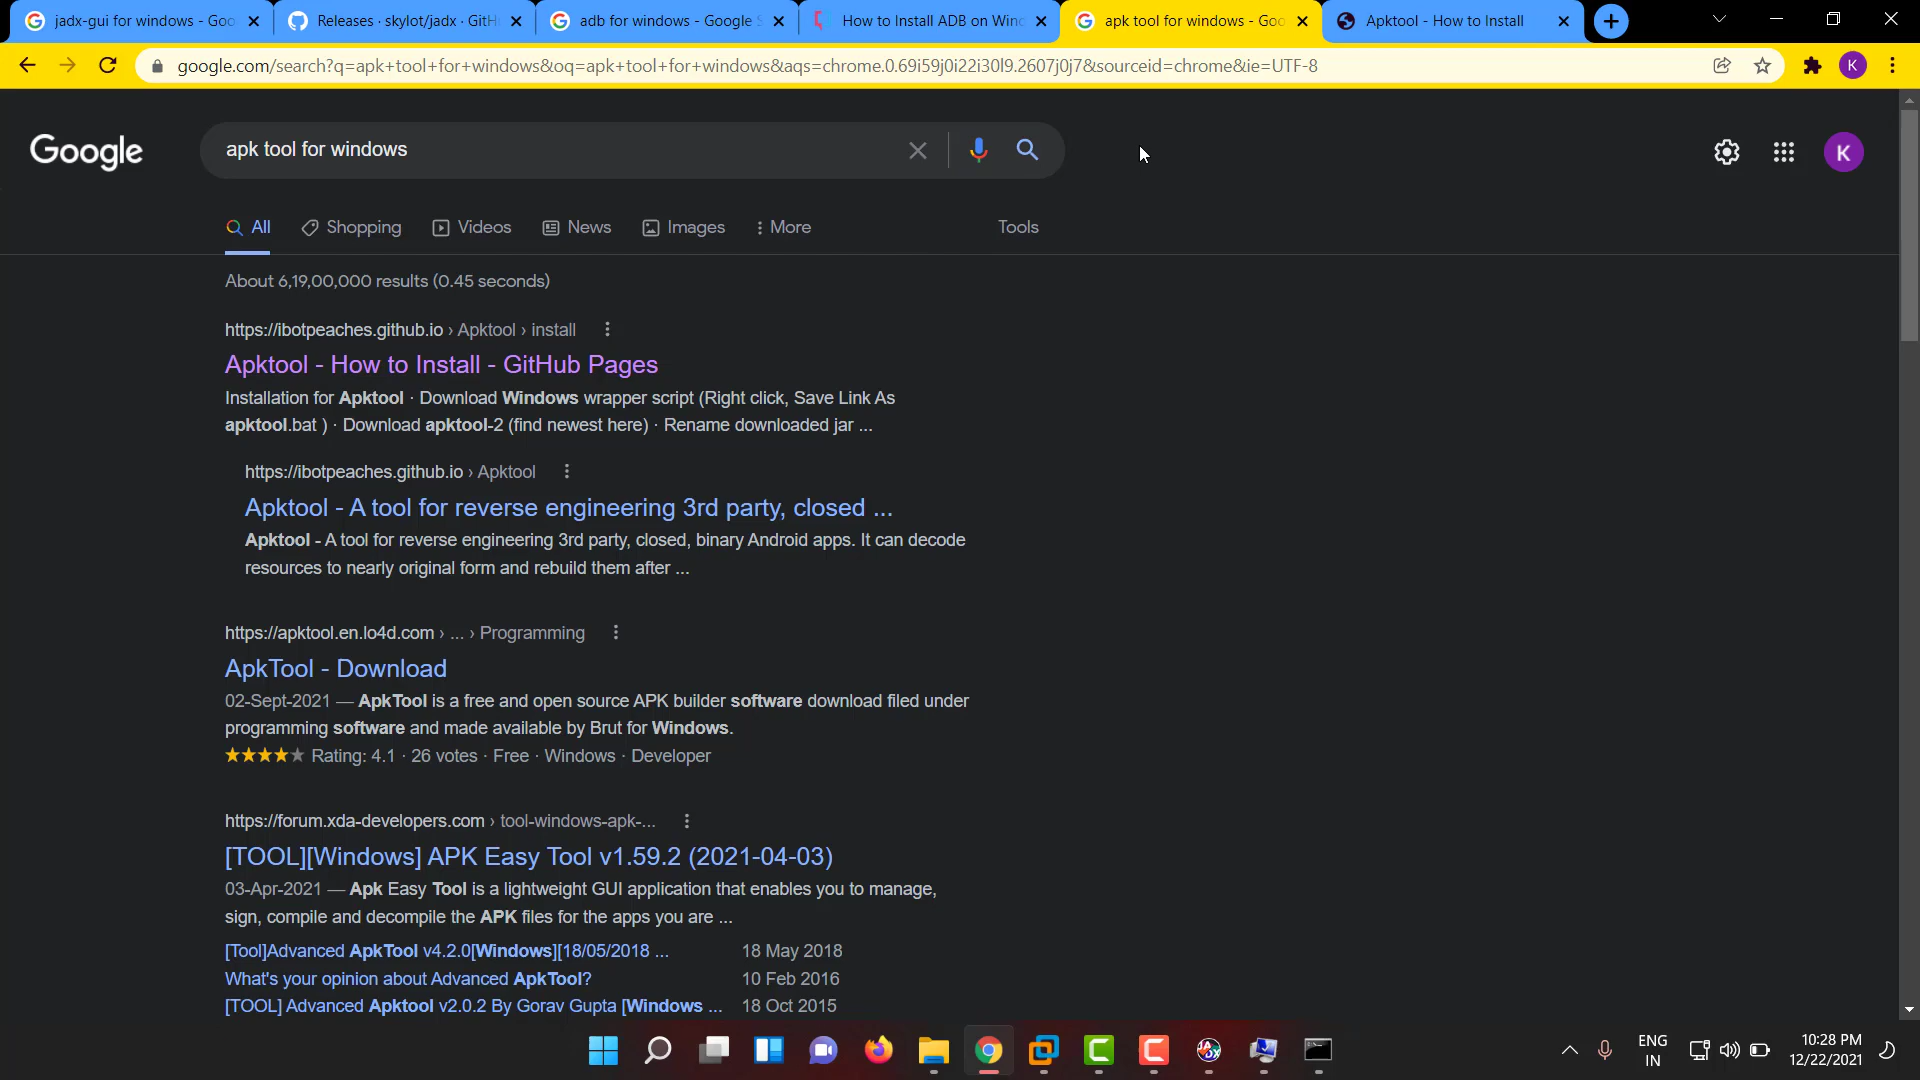 jadx-gui for windows - Goo
Releases · skylot/jadx · GitH
adb for windows - Google S
How to Install ADB on Wind
apk tool for windows - Goo
Apktool - How to Install
google.com/search?q=apk+tool+for+windows&oq=apk+tool+for+windows&aqs=chrome.0.69i59j0i22i30l9.2607j0j7&sourceid=chrome&ie=UTF-8
K
Google
apk tool for windows
K
All
Shopping
Videos
News
Images
More
Tools
About 6,19,00,000 results (0.45 seconds)
https://ibotpeaches.github.io › Apktool › install
Apktool - How to Install - GitHub Pages
Installation for Apktool · Download Windows wrapper script (Right click, Save Link As
apktool.bat ) · Download apktool-2 (find newest here) · Rename downloaded jar ...
https://ibotpeaches.github.io › Apktool
Apktool - A tool for reverse engineering 3rd party, closed ...
Apktool - A tool for reverse engineering 3rd party, closed, binary Android apps. It can decode
resources to nearly original form and rebuild them after ...
https://apktool.en.lo4d.com › ... › Programming
ApkTool - Download
02-Sept-2021 — ApkTool is a free and open source APK builder software download filed under
programming software and made available by Brut for Windows.
Rating: 4.1 · 26 votes · Free · Windows · Developer
https://forum.xda-developers.com › tool-windows-apk-...
[TOOL][Windows] APK Easy Tool v1.59.2 (2021-04-03)
03-Apr-2021 — Apk Easy Tool is a lightweight GUI application that enables you to manage,
sign, compile and decompile the APK files for the apps you are ...
[Tool]Advanced ApkTool v4.2.0[Windows][18/05/2018 ... 18 May 2018
What's your opinion about Advanced ApkTool? 10 Feb 2016
[TOOL] Advanced Apktool v2.0.2 By Gorav Gupta [Windows ... 18 Oct 2015
ENG
IN
10:28 PM
12/22/2021